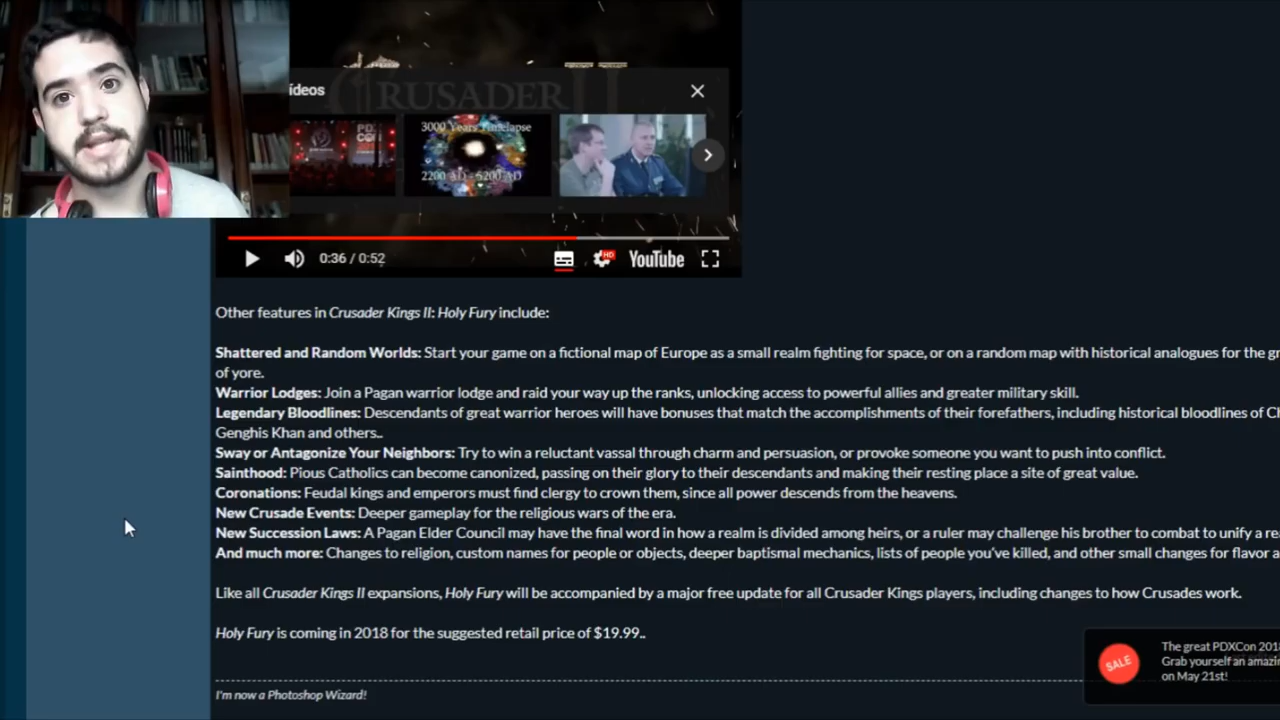 CRUSADER II
ídeos
PD
CON
3000 Years Timelapse
2200 AD - 5200 AD
0:36 / 0:52
HD
YouTube
Other features in Crusader Kings II: Holy Fury include:
Shattered and Random Worlds: Start your game on a fictional map of Europe as a small realm fighting for space, or on a random map with historical analogues for the
of yore.
Warrior Lodges: Join a Pagan warrior lodge and raid your way up the ranks, unlocking access to powerful allies and greater military skill.
Legendary Bloodlines: Descendants of great warrior heroes will have bonuses that match the accomplishments of their forefathers, including historical bloodlines of
Genghis Khan and others..
Sway or Antagonize Your Neighbors: Try to win a reluctant vassal through charm and persuasion, or provoke someone you want to push into conflict.
Sainthood: Pious Catholics can become canonized, passing on their glory to their descendants and making their resting place a site of great value.
Coronations: Feudal kings and emperors must find clergy to crown them, since all power descends from the heavens.
New Crusade Events: Deeper gameplay for the religious wars of the era.
New Succession Laws: A Pagan Elder Council may have the final word in how a realm is divided among heirs, or a ruler may challenge his brother to combat to unify a
And much more: Changes to religion, custom names for people or objects, deeper baptismal mechanics, lists of people you've killed, and other small changes for flavor
Like all Crusader Kings II expansions, Holy Fury will be accompanied by a major free update for all Crusader Kings players, including changes to how Crusades work.
Holy Fury is coming in 2018 for the suggested retail price of $19.99..
SALE
The great PDXCon 2018
Grab yourself an
on May 21st!
I'm now a Photoshop Wizard!